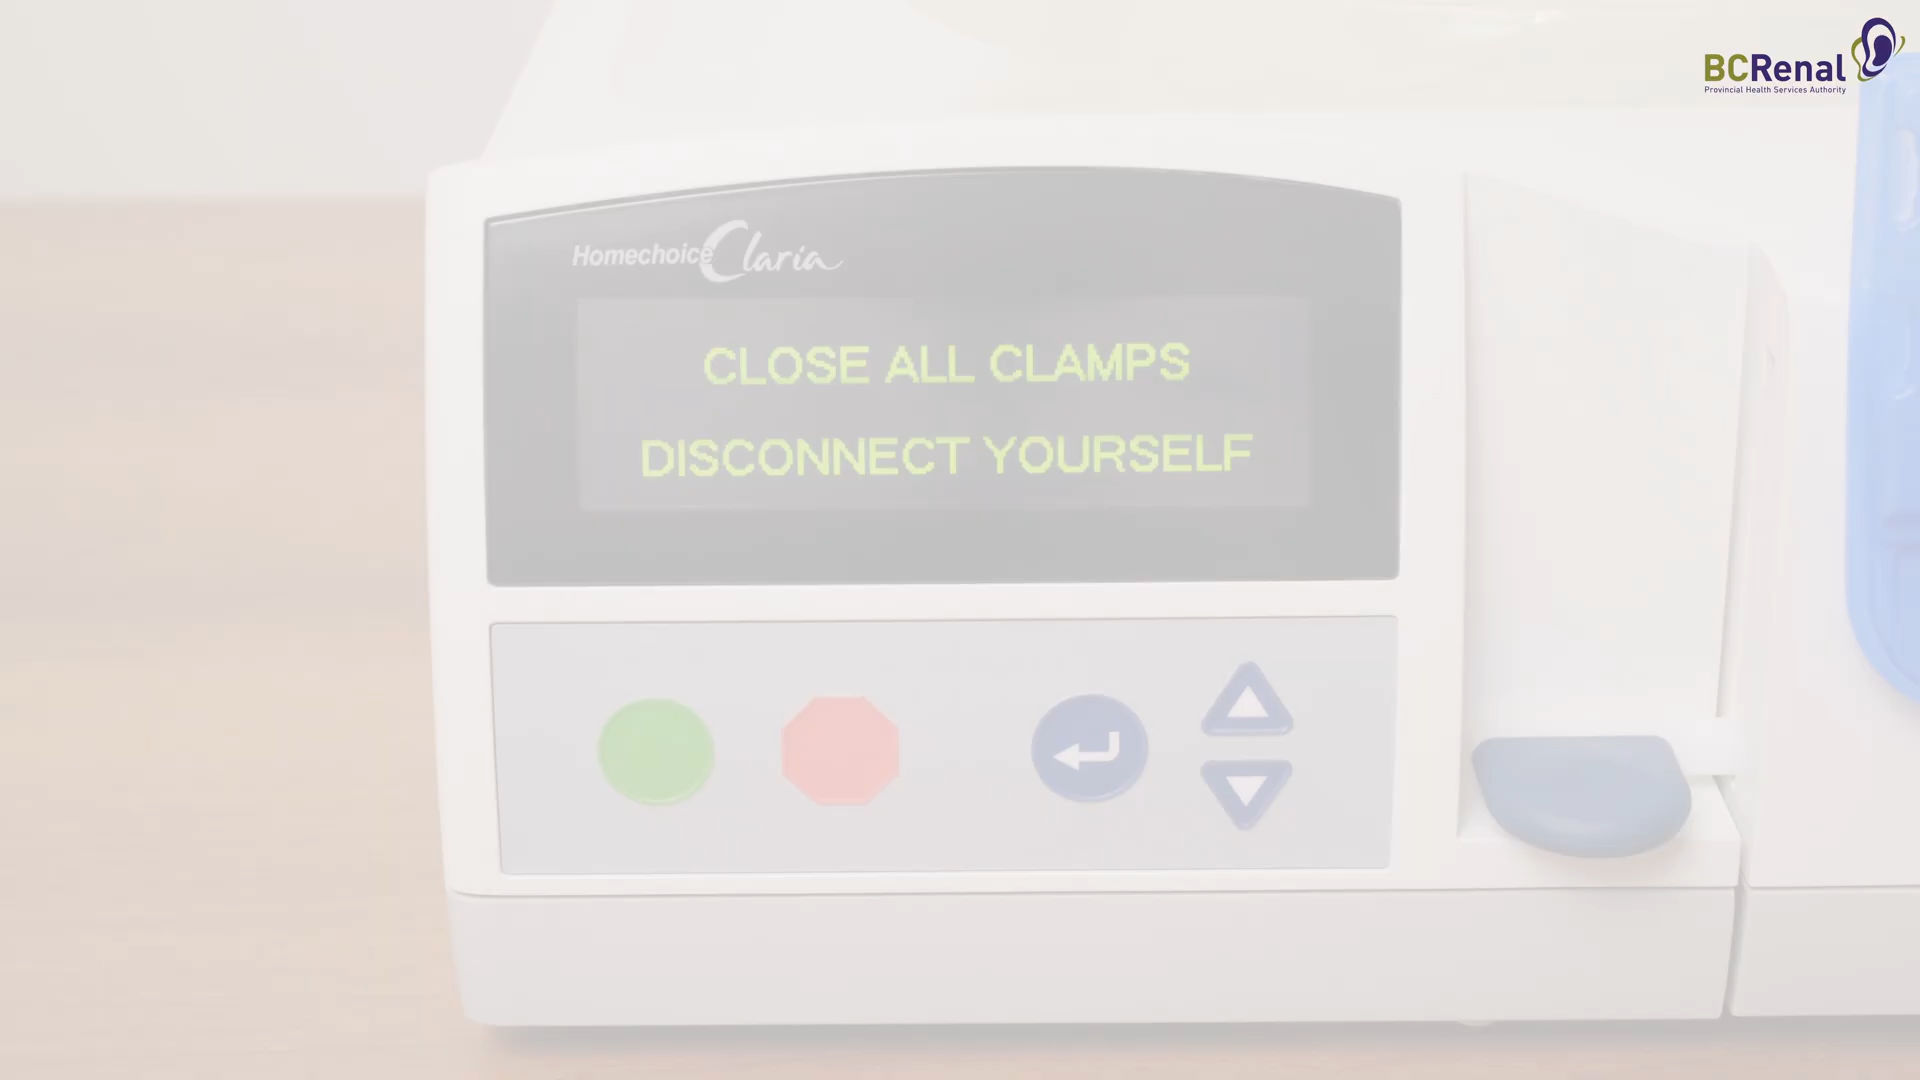 BCRenal
Provincial Health Services Authority
Homechoice Claria
CLOSE ALL CLAMPS
DISCONNECT YOURSELF